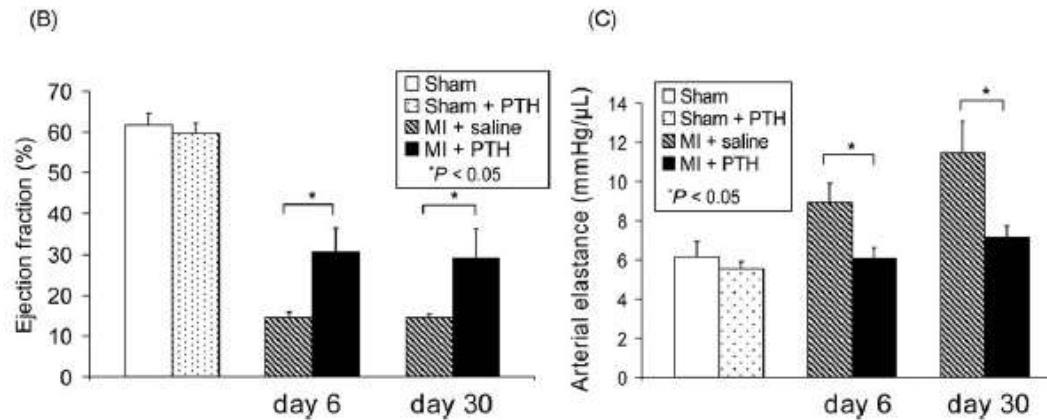 (B)
Ejection fraction (%)
70
60
50
40
30
20
10
0
Sham
Sham + PTH
MI + saline
MI + PTH
*P < 0.05
*
*
day 6
day 30
(C)
Arterial elastance (mmHg/μL)
14
12
10
8
6
4
2
0
Sham
Sham + PTH
MI + saline
MI + PTH
*P < 0.05
*
*
day 6
day 30